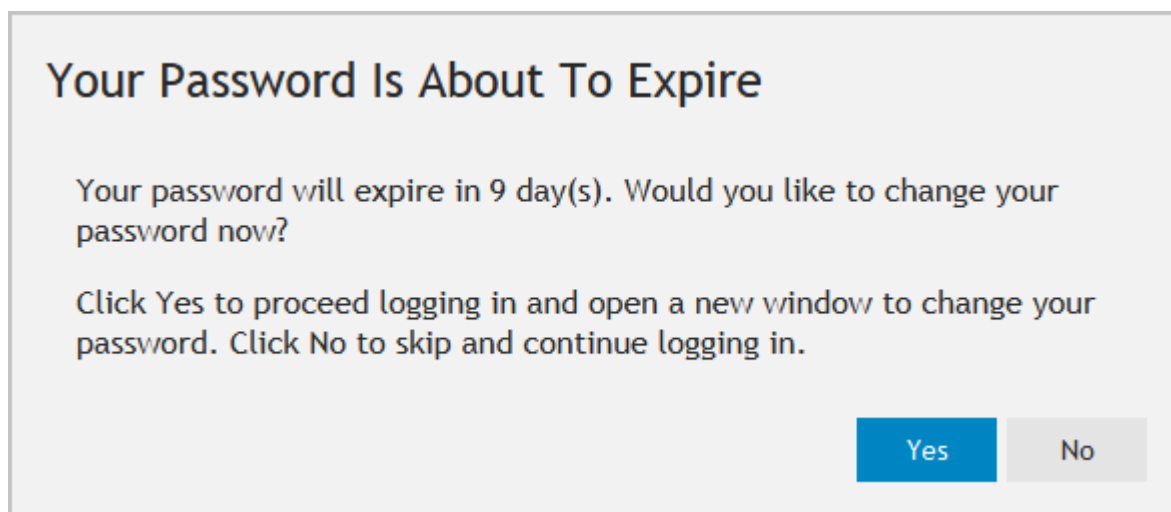 Your Password Is About To Expire
Your password will expire in 9 day(s). Would you like to change your
password now?
Click Yes to proceed logging in and open a new window to change your
password. Click No to skip and continue logging in.
Yes No